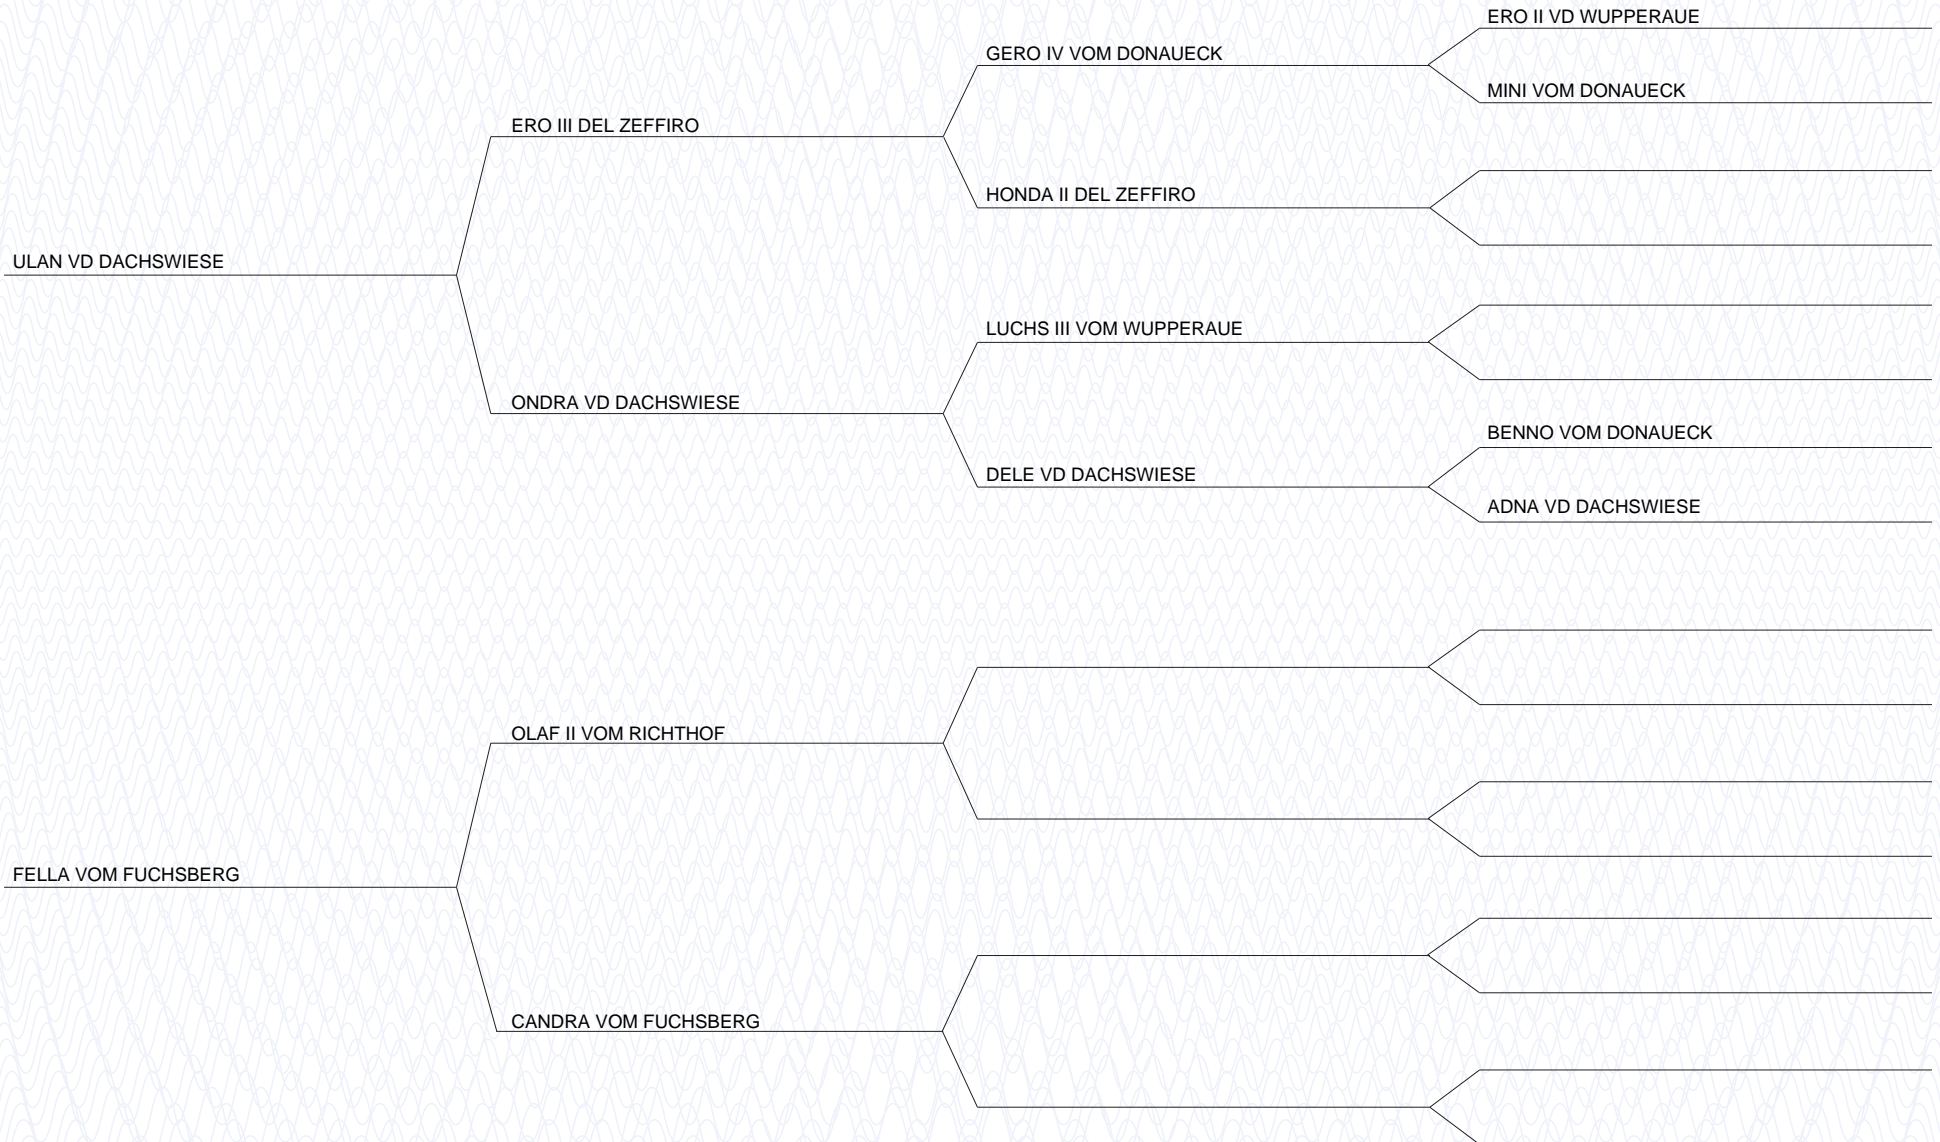 ERO II VD WUPPERAUE
GERO IV VOM DONAUECK
MINI VOM DONAUECK
ERO III DEL ZEFFIRO
HONDA II DEL ZEFFIRO
ULAN VD DACHSWIESE
LUCHS III VOM WUPPERAUE
ONDRA VD DACHSWIESE
BENNO VOM DONAUECK
DELE VD DACHSWIESE
ADNA VD DACHSWIESE
OLAF II VOM RICHTHOF
FELLA VOM FUCHSBERG
CANDRA VOM FUCHSBERG